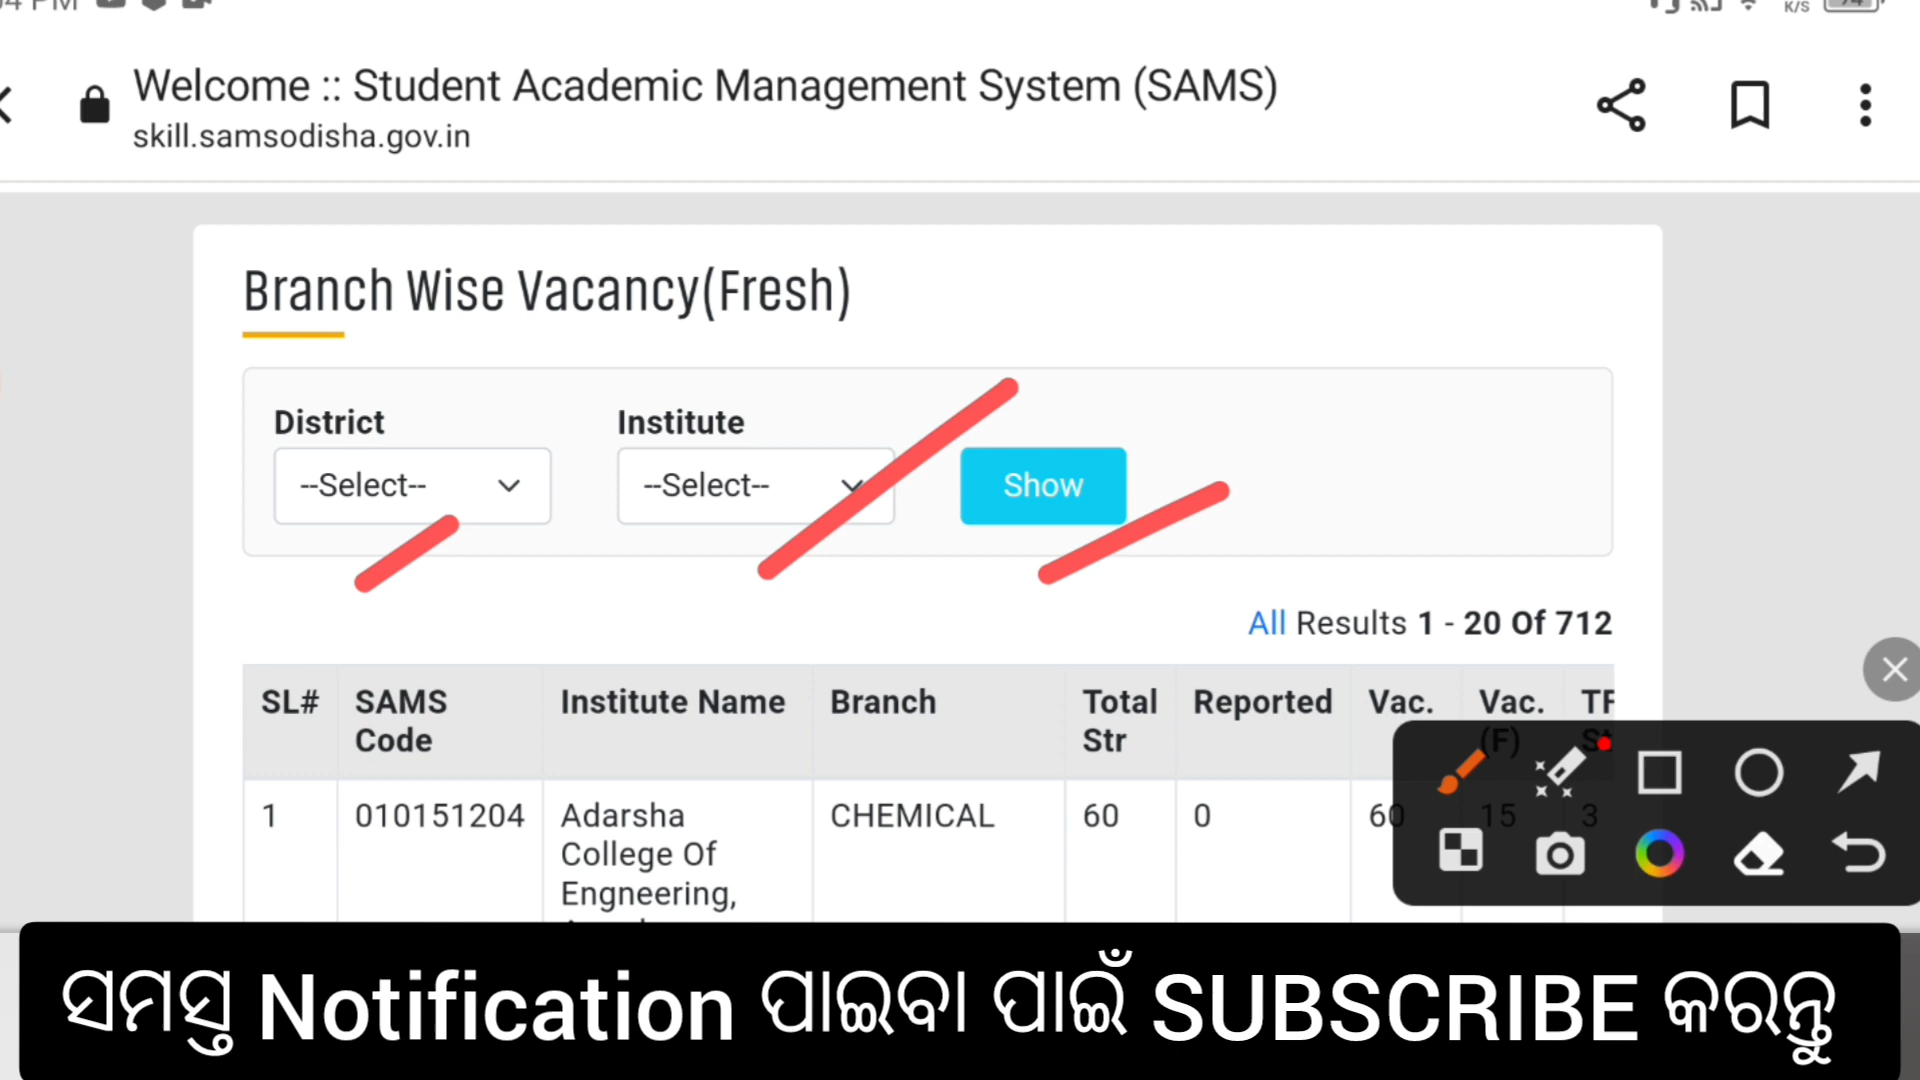 Welcome :: Student Academic Management System (SAMS)
skill.samsodisha.gov.in
K/S
Branch Wise Vacancy(Fresh)
District Institute
--Select-- --Select-- Show
All Results 1 - 20 Of 712
SL# SAMS Code Institute Name Branch Total Str Reported Vac. Vac. (F)
1 010151204 Adarsha College Of Engneering, CHEMICAL 60 0 60 15 3
ସମସ୍ତ Notification ପାଇବା ପାଇଁ SUBSCRIBE କରନ୍ତୁ